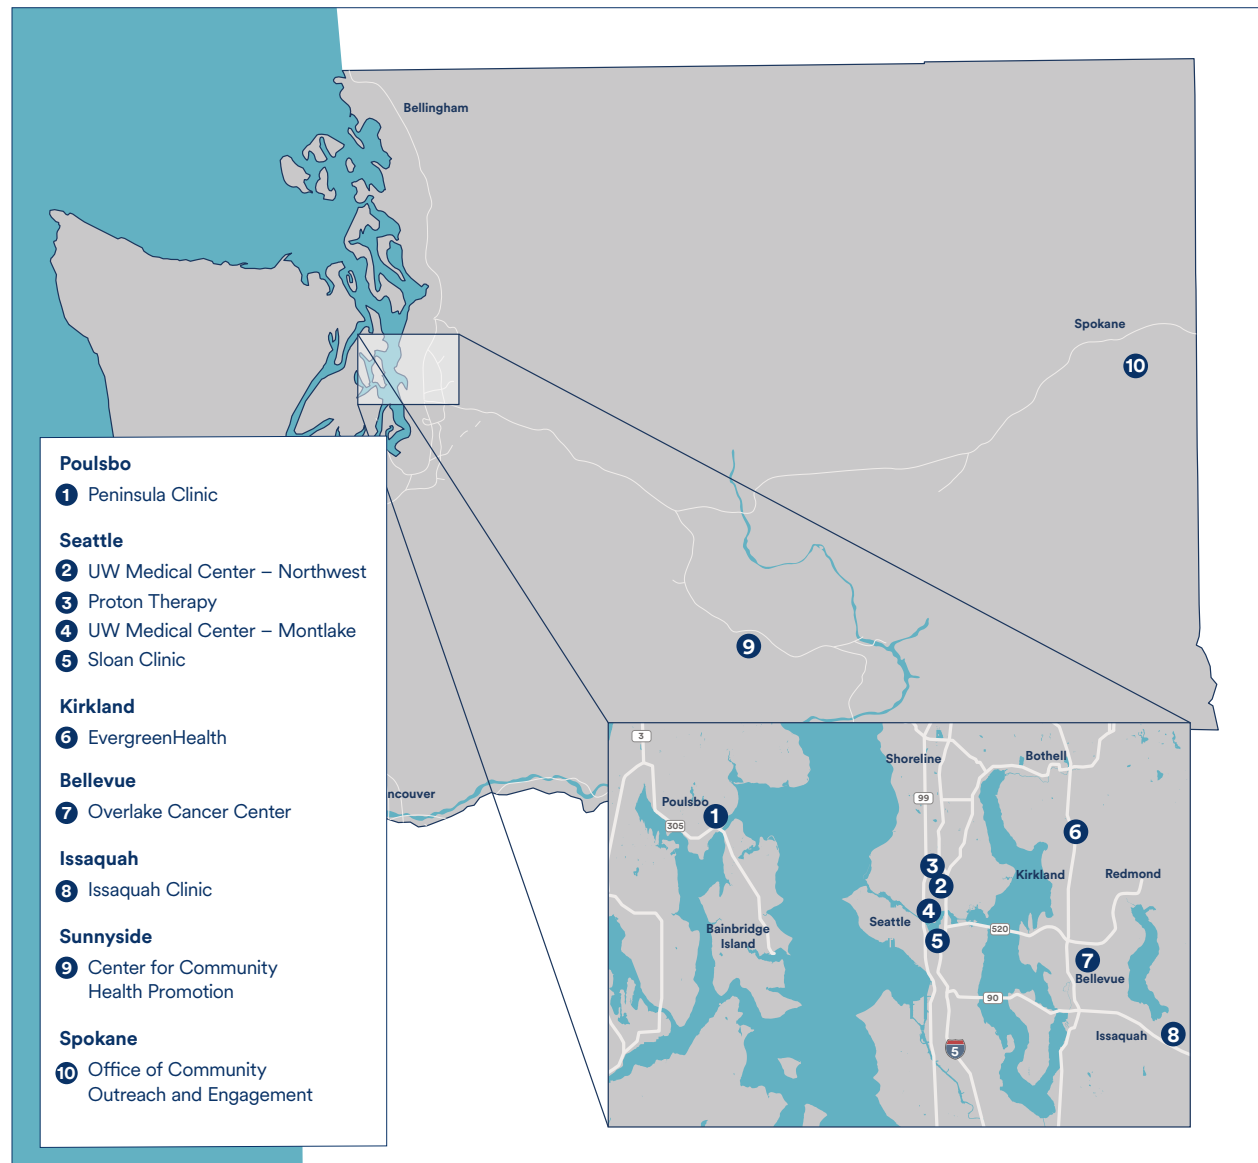 Bellingham
Spokane
10
9
ncouver
Poulsbo
1 Peninsula Clinic
Seattle
2 UW Medical Center – Northwest
3 Proton Therapy
4 UW Medical Center – Montlake
5 Sloan Clinic
Kirkland
6 EvergreenHealth
Bellevue
7 Overlake Cancer Center
Issaquah
8 Issaquah Clinic
Sunnyside
9 Center for Community
Health Promotion
Spokane
10 Office of Community
Outreach and Engagement
3
Shoreline
Bothell
99
Poulsbo
1
305
6
3
2
Kirkland
Redmond
4
Seattle
5
520
Bainbridge
Island
7
Bellevue
90
Issaquah
8
5